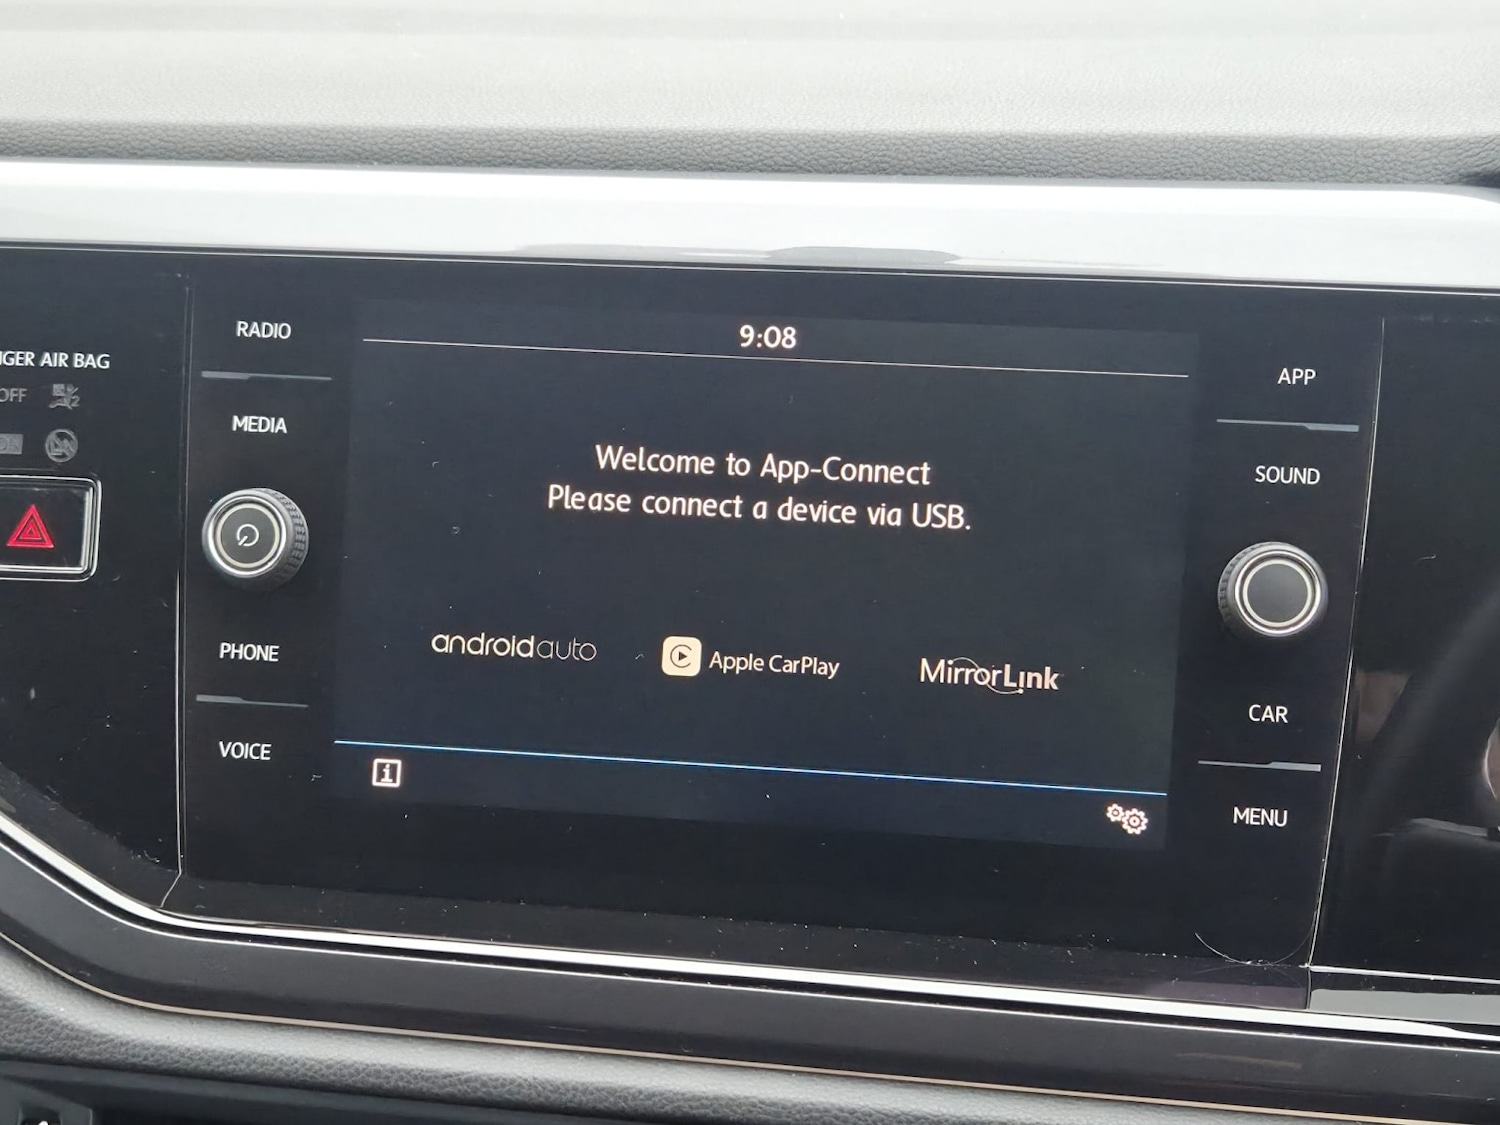 RADIO
MEDIA
PHONE
VOICE
AIR BAG
OFF
9:08
Welcome to App-Connect
Please connect a device via USB.
androidauto
Apple CarPlay
MirrorLink
i
APP
SOUND
CAR
MENU